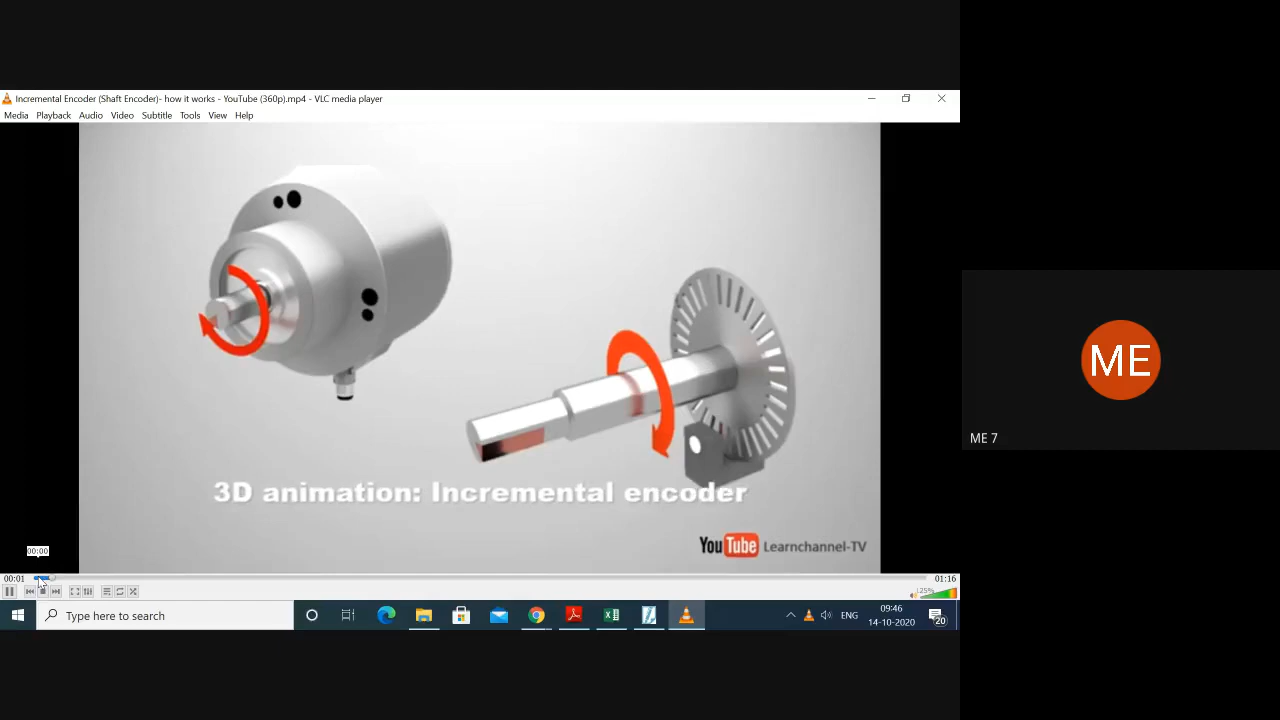 Incremental Encoder (Shaft Encoder)- how it works - YouTube (360p).mp4 - VLC media player
Media Playback Audio Video Subtitle Tools View Help
ME
ME 7
3D animation: Incremental encoder
YouTube Learnchannel-TV
00:00
00:01
01:16
125%
Type here to search
ENG
09:46
14-10-2020
20